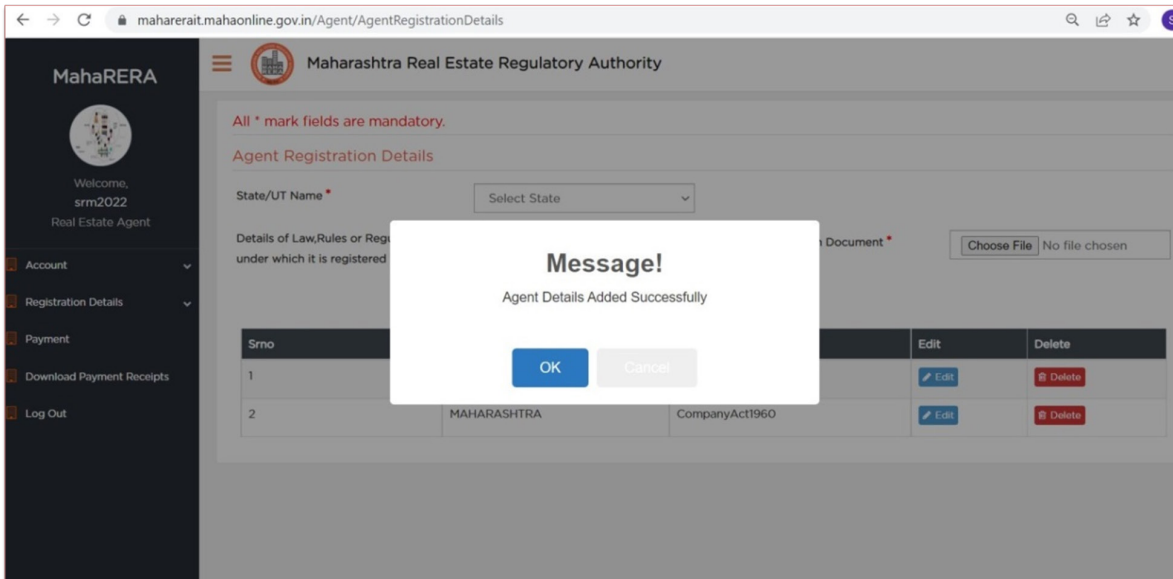 maharerait.mahaonline.gov.in/Agent/AgentRegistrationDetails
MahaRERA
Maharashtra Real Estate Regulatory Authority
Welcome,
srm2022
Real Estate Agent
Account
Registration Details
Payment
Download Payment Receipts
Log Out
All * mark fields are mandatory.
Agent Registration Details
State/UT Name *
Select State
Details of Law,Rules or Regu
under which it is registered
Document *
Choose File No file chosen
Message!
Agent Details Added Successfully
OK Cancel
Srno Edit Delete
1 Edit Delete
2 MAHARASHTRA CompanyAct1960 Edit Delete